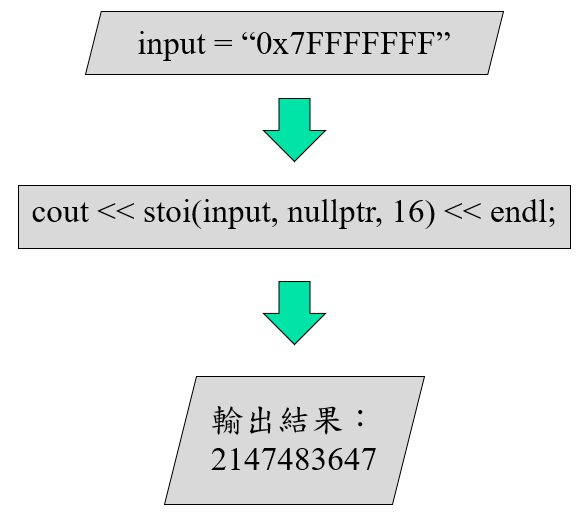 input = “0x7FFFFFFF”
cout << stoi(input, nullptr, 16) << endl;
輸出結果：
2147483647